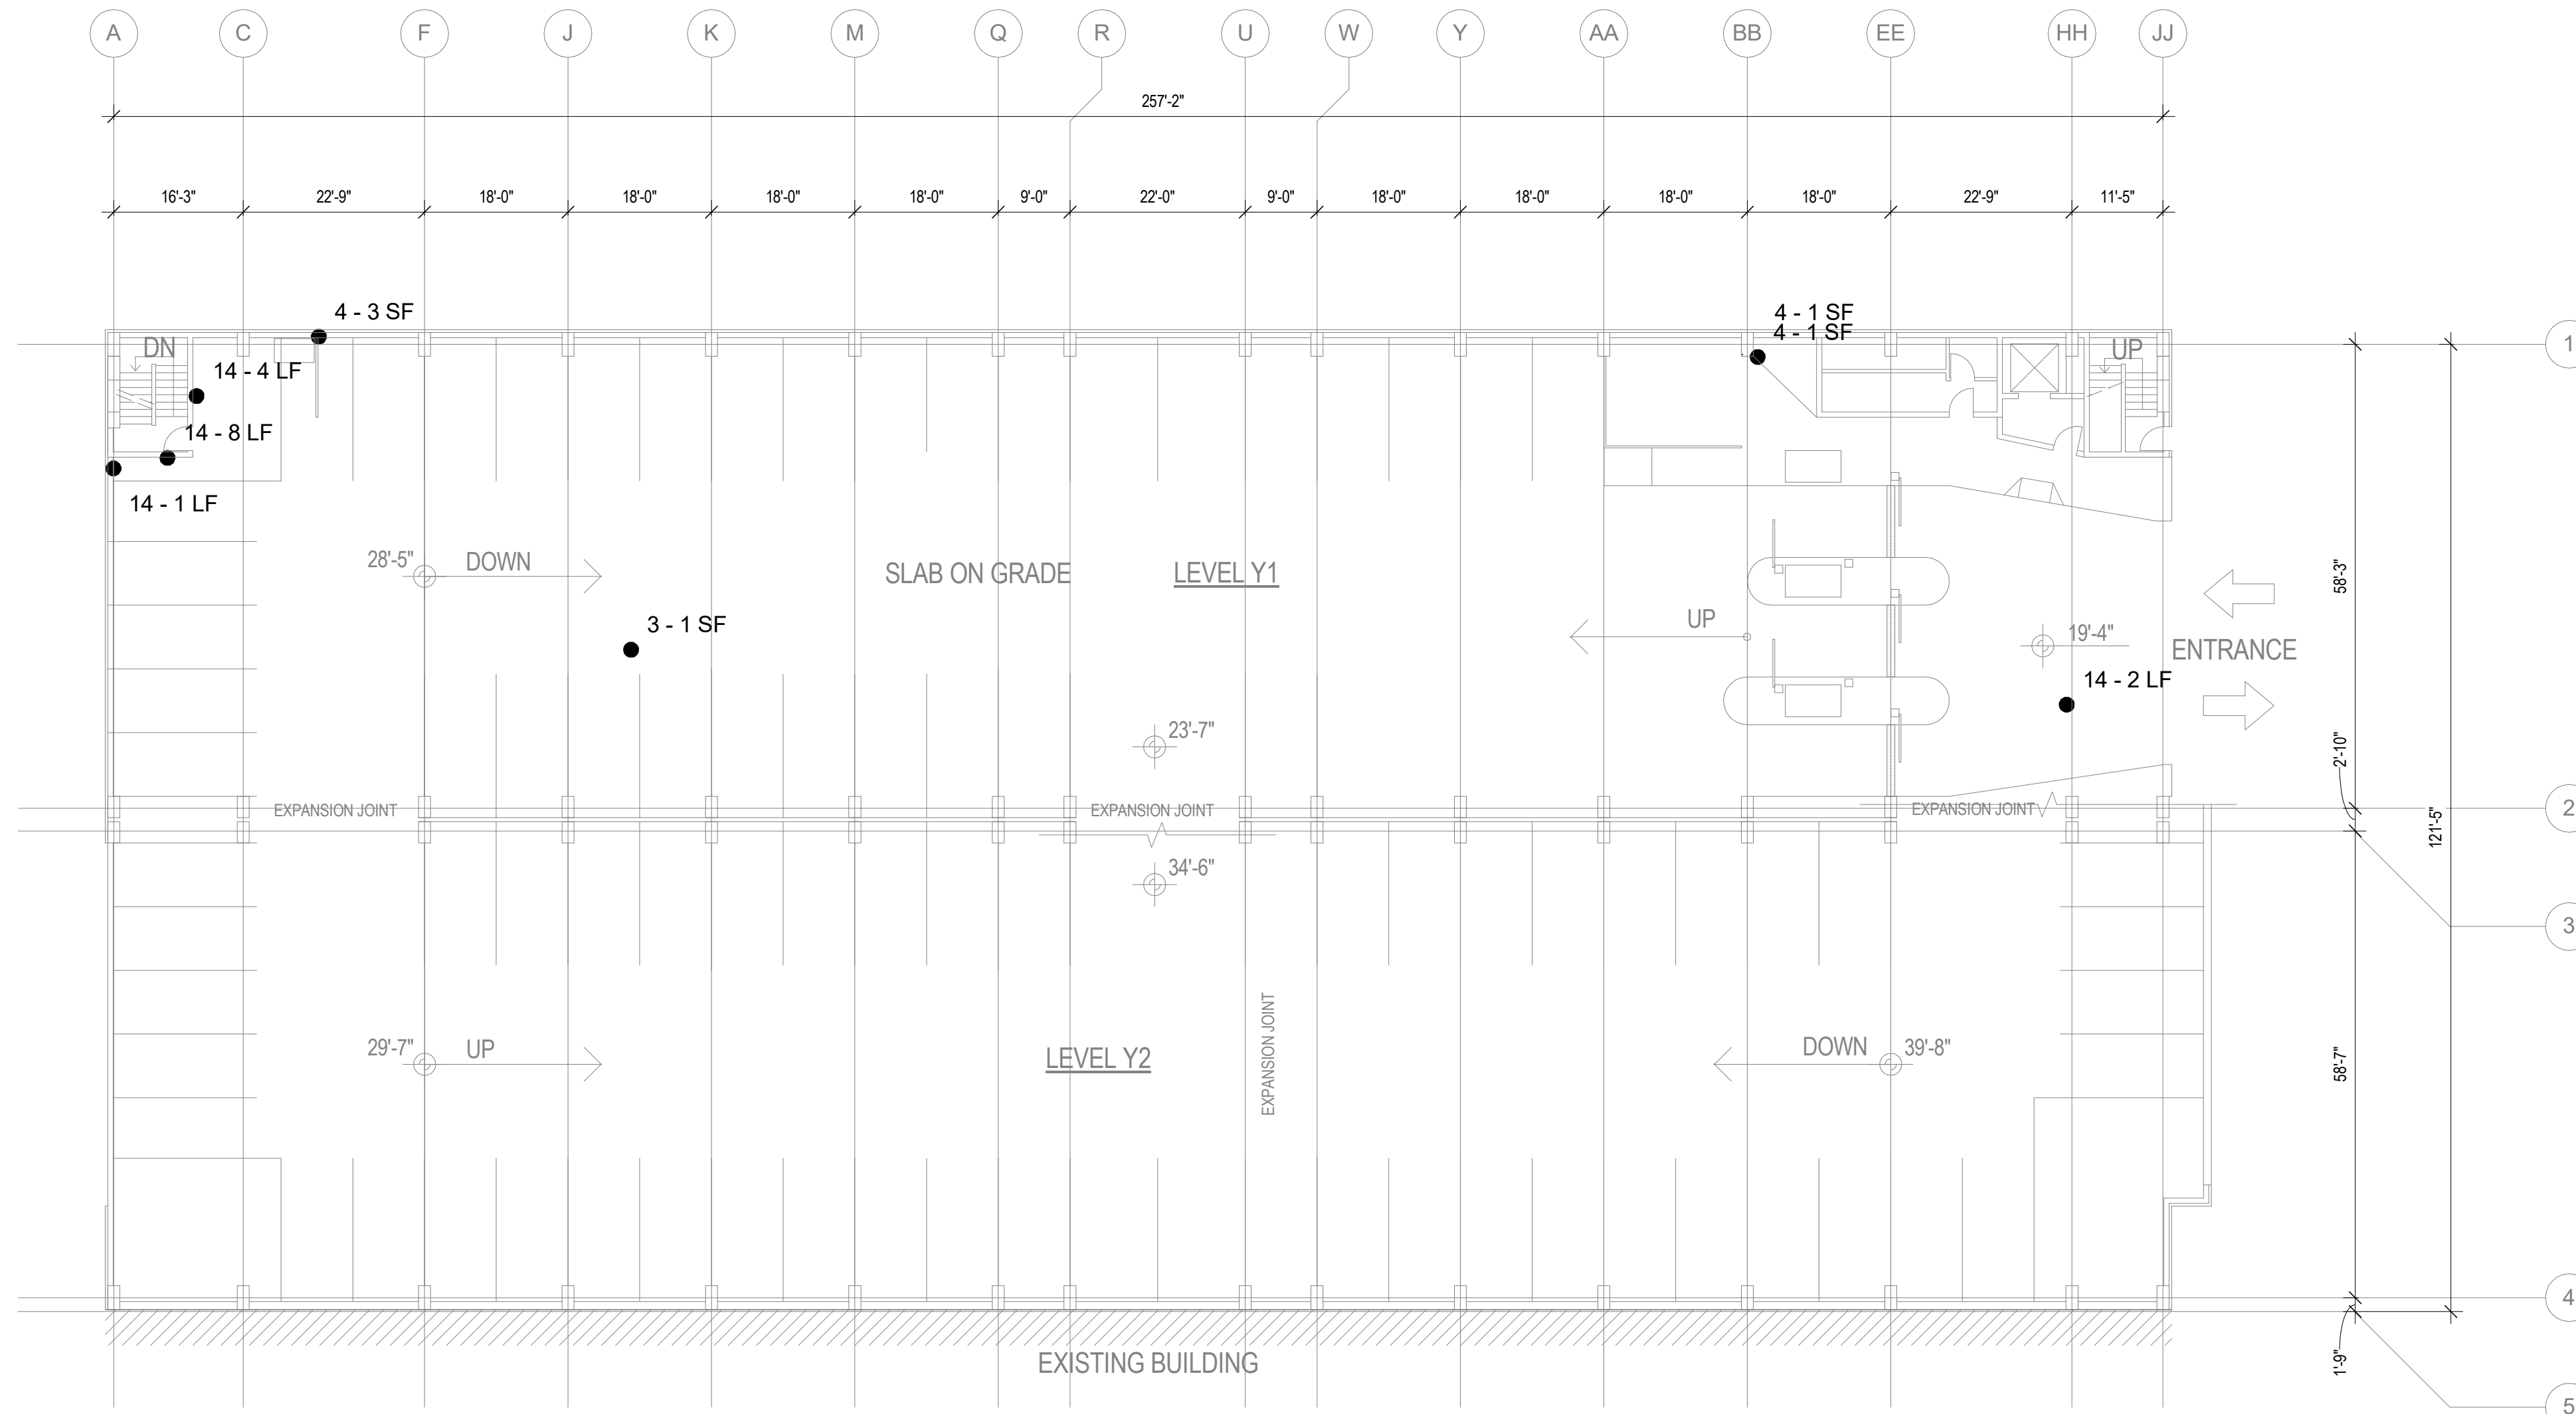 A C F J K M Q R U W Y AA BB EE HH JJ
257'-2"
16'-3" 22'-9" 18'-0" 18'-0" 18'-0" 18'-0" 9'-0" 22'-0" 9'-0" 18'-0" 18'-0" 18'-0" 18'-0" 22'-9" 11'-5"
4 - 3 SF
4 - 1 SF
4 - 1 SF
DN
UP
1
14 - 4 LF
14 - 8 LF
14 - 1 LF
28'-5" DOWN
SLAB ON GRADE
LEVEL Y1
58'-3"
3 - 1 SF
UP
19'-4"
ENTRANCE
14 - 2 LF
23'-7"
2'-10"
EXPANSION JOINT
EXPANSION JOINT
EXPANSION JOINT
2
121'-5"
34'-6"
3
29'-7" UP
LEVEL Y2
EXPANSION JOINT
DOWN 39'-8"
58'-7"
4
EXISTING BUILDING
1'-9"
5